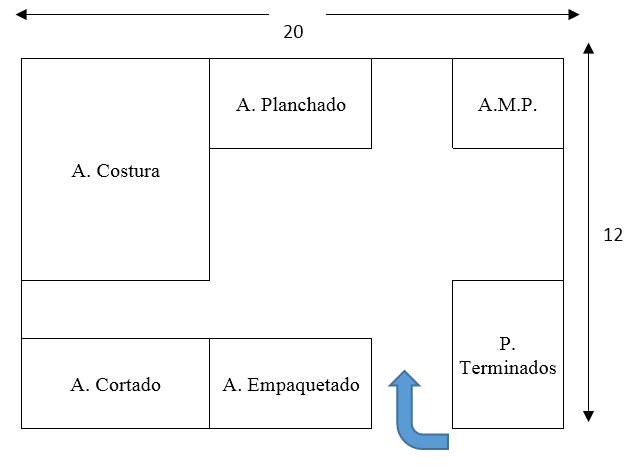 20
A. Planchado
A.M.P.
A. Costura
12
P.
Terminados
A. Cortado
A. Empaquetado